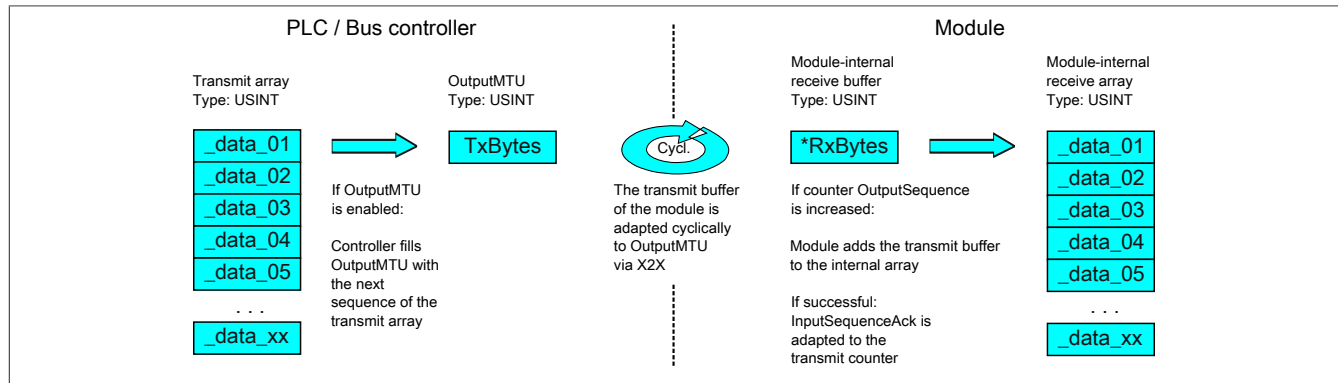 PLC / Bus controller
Module
Transmit array
Type: USINT
OutputMTU
Type: USINT
Module-internal
receive buffer
Type: USINT
Module-internal
receive array
Type: USINT
_data_01
_data_02
_data_03
_data_04
_data_05
. . .
_data_xx
If OutputMTU
is enabled:
Controller fills
OutputMTU with
the next
sequence of the
transmit array
TxBytes
Cycl.
The transmit buffer
of the module is
adapted cyclically
to OutputMTU
via X2X
*RxBytes
If counter OutputSequence
is increased:
Module adds the transmit buffer
to the internal array
If successful:
InputSequenceAck is
adapted to the
transmit counter
_data_01
_data_02
_data_03
_data_04
_data_05
. . .
_data_xx